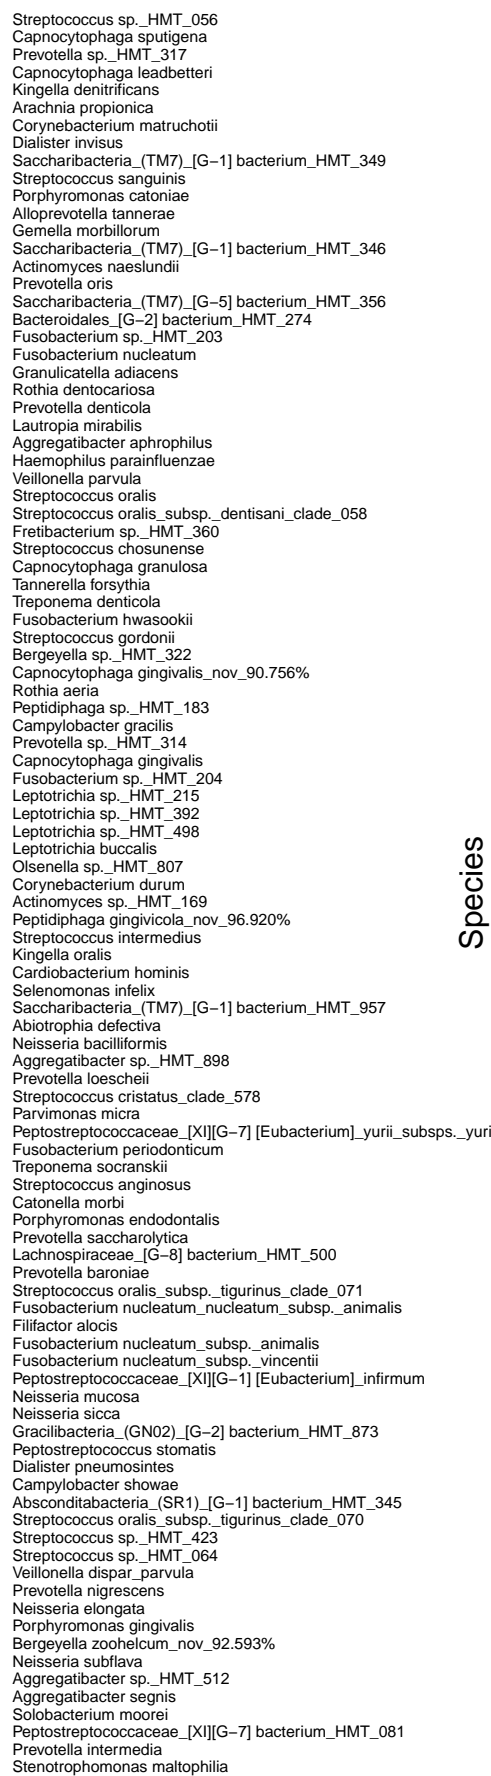 Streptococcus sp._HMT_056
Capnocytophaga sputigena
Prevotella sp._HMT_317
Capnocytophaga leadbetteri
Kingella denitrificans
Arachnia propionica
Corynebacterium matruchotii
Dialister invisus
Saccharibacteria_(TM7)_[G−1] bacterium_HMT_349
Streptococcus sanguinis
Porphyromonas catoniae
Alloprevotella tannerae
Gemella morbillorum
Saccharibacteria_(TM7)_[G−1] bacterium_HMT_346
Actinomyces naeslundii
Prevotella oris
Saccharibacteria_(TM7)_[G−5] bacterium_HMT_356
Bacteroidales_[G−2] bacterium_HMT_274
Fusobacterium sp._HMT_203
Fusobacterium nucleatum
Granulicatella adiacens
Rothia dentocariosa
Prevotella denticola
Lautropia mirabilis
Aggregatibacter aphrophilus
Haemophilus parainfluenzae
Veillonella parvula
Streptococcus oralis
Streptococcus oralis_subsp._dentisani_clade_058
Fretibacterium sp._HMT_360
Streptococcus chosunense
Capnocytophaga granulosa
Tannerella forsythia
Treponema denticola
Fusobacterium hwasookii
Streptococcus gordonii
Bergeyella sp._HMT_322
Capnocytophaga gingivalis_nov_90.756%
Rothia aeria
Peptidiphaga sp._HMT_183
Campylobacter gracilis
Prevotella sp._HMT_314
Capnocytophaga gingivalis
Fusobacterium sp._HMT_204
Leptotrichia sp._HMT_215
Leptotrichia sp._HMT_392
Leptotrichia sp._HMT_498
Leptotrichia buccalis
Olsenella sp._HMT_807
Corynebacterium durum
Actinomyces sp._HMT_169
Peptidiphaga gingivicola_nov_96.920%
Streptococcus intermedius
Kingella oralis
Cardiobacterium hominis
Selenomonas infelix
Saccharibacteria_(TM7)_[G−1] bacterium_HMT_957
Abiotrophia defectiva
Neisseria bacilliformis
Aggregatibacter sp._HMT_898
Prevotella loescheii
Streptococcus cristatus_clade_578
Parvimonas micra
Peptostreptococcaceae_[XI][G−7] [Eubacterium]_yurii_subsps._yuri
Fusobacterium periodonticum
Treponema socranskii
Streptococcus anginosus
Catonella morbi
Porphyromonas endodontalis
Prevotella saccharolytica
Lachnospiraceae_[G−8] bacterium_HMT_500
Prevotella baroniae
Streptococcus oralis_subsp._tigurinus_clade_071
Fusobacterium nucleatum_nucleatum_subsp._animalis
Filifactor alocis
Fusobacterium nucleatum_subsp._animalis
Fusobacterium nucleatum_subsp._vincentii
Peptostreptococcaceae_[XI][G−1] [Eubacterium]_infirmum
Neisseria mucosa
Neisseria sicca
Gracilibacteria_(GN02)_[G−2] bacterium_HMT_873
Peptostreptococcus stomatis
Dialister pneumosintes
Campylobacter showae
Absconditabacteria_(SR1)_[G−1] bacterium_HMT_345
Streptococcus oralis_subsp._tigurinus_clade_070
Streptococcus sp._HMT_423
Streptococcus sp._HMT_064
Veillonella dispar_parvula
Prevotella nigrescens
Neisseria elongata
Porphyromonas gingivalis
Bergeyella zoohelcum_nov_92.593%
Neisseria subflava
Aggregatibacter sp._HMT_512
Aggregatibacter segnis
Solobacterium moorei
Peptostreptococcaceae_[XI][G−7] bacterium_HMT_081
Prevotella intermedia
Stenotrophomonas maltophilia
Species